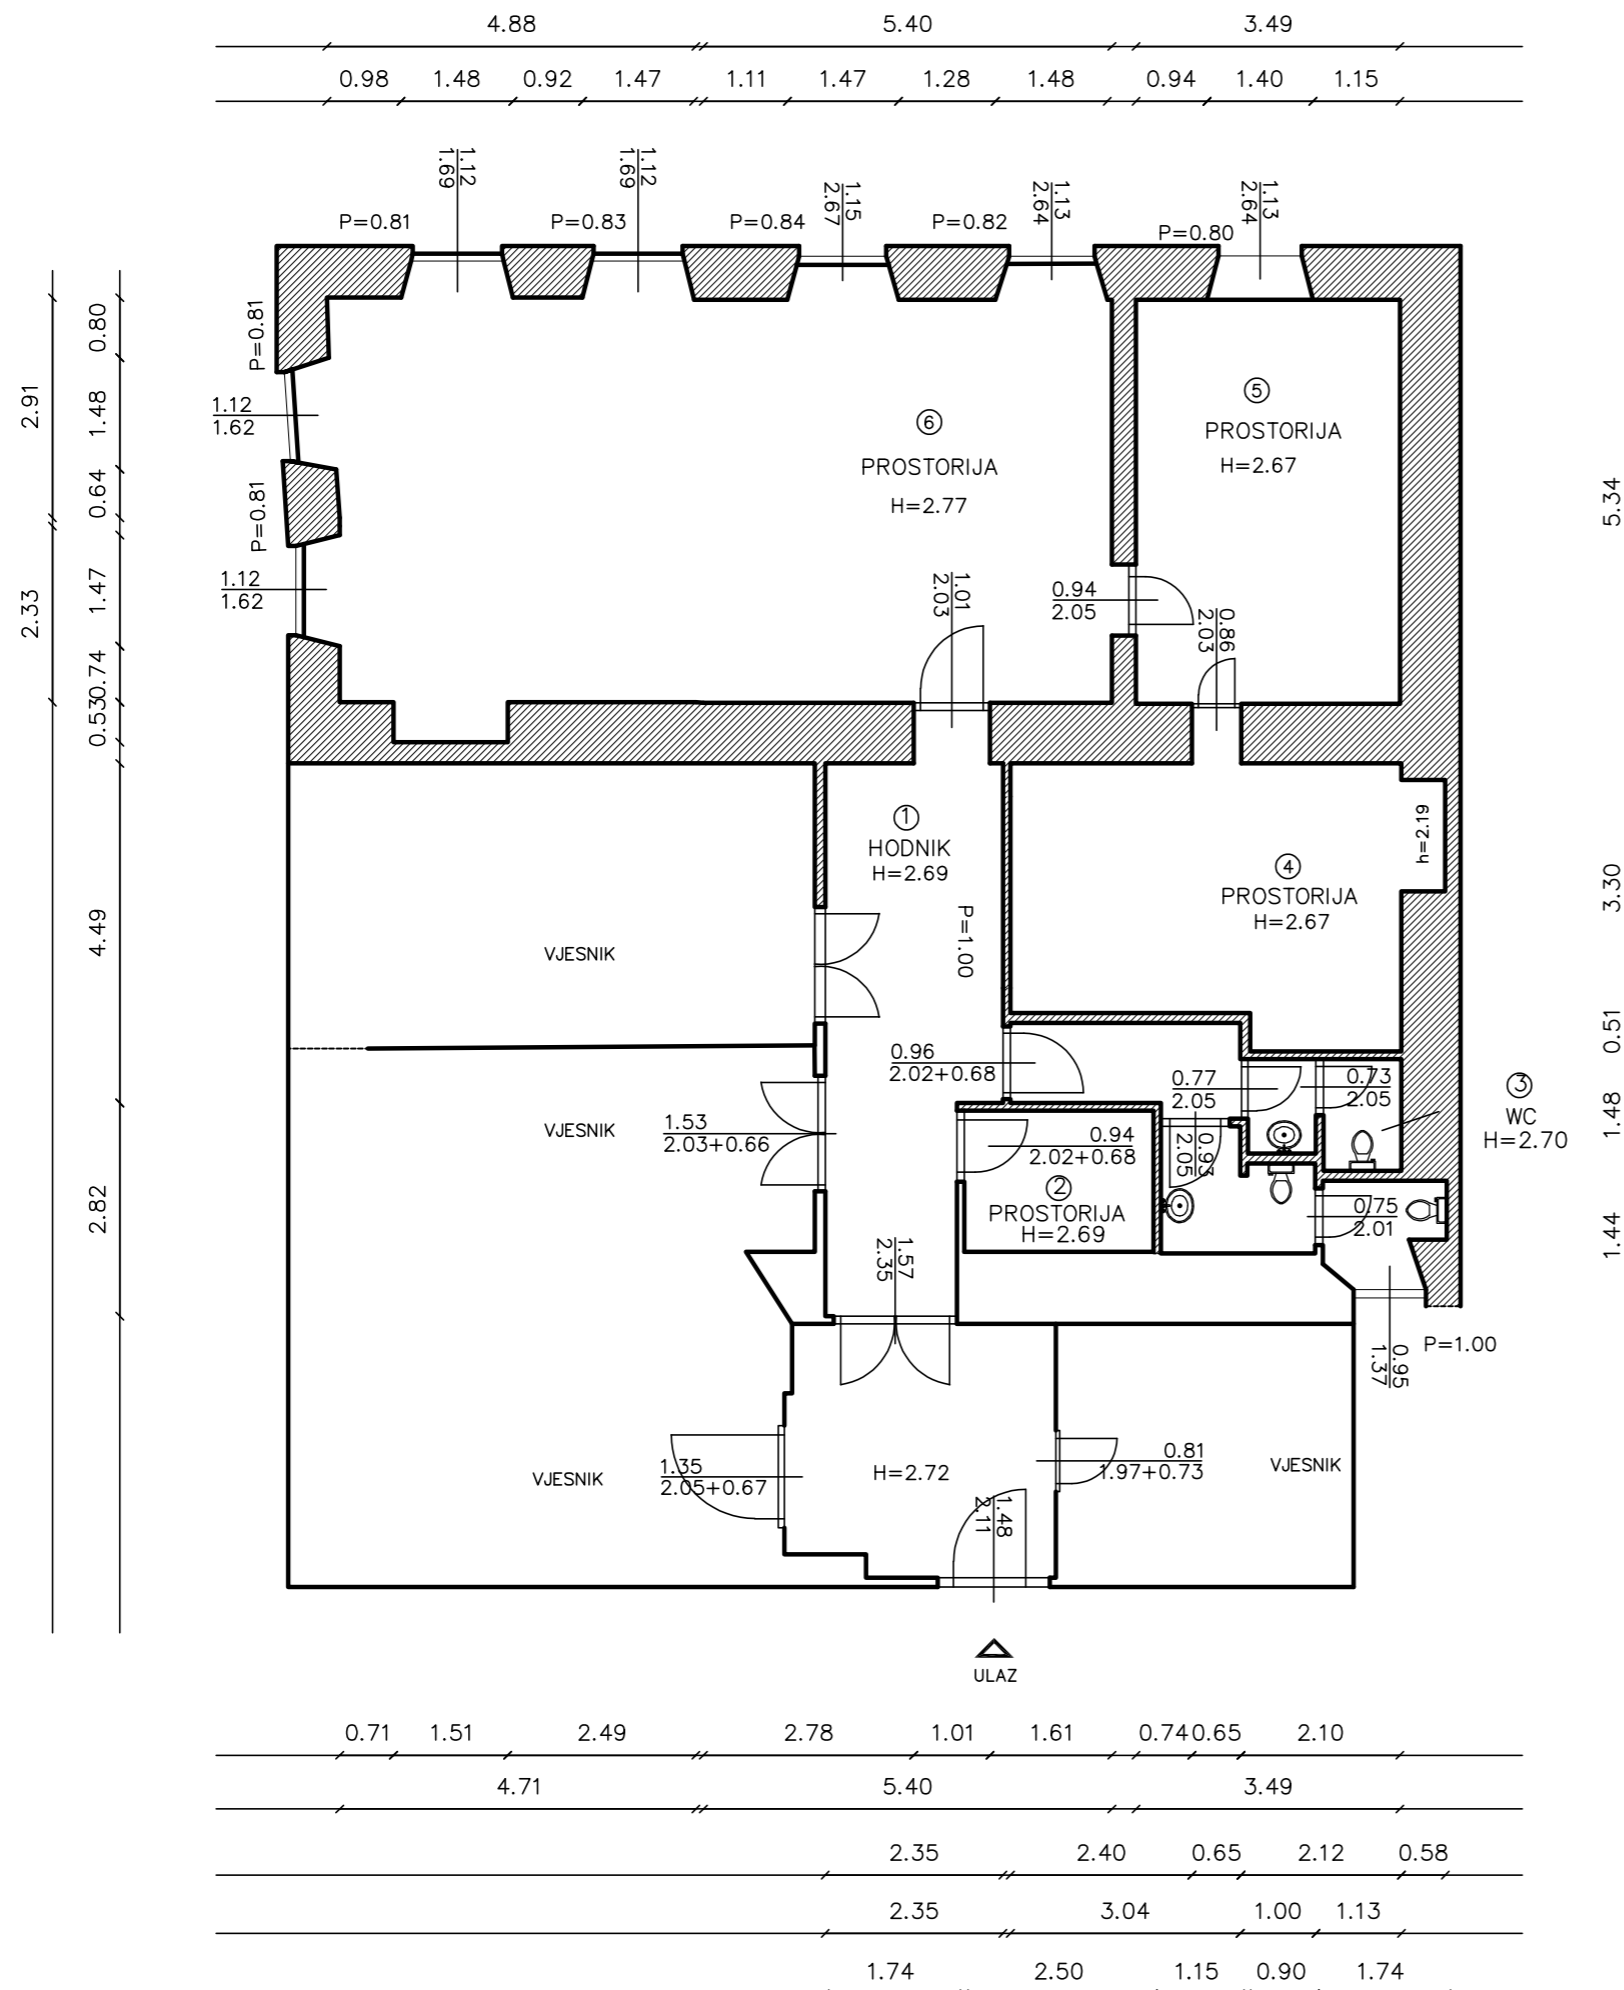 4.88 5.40 3.49
0.98 1.48 0.92 1.47 1.11 1.47 1.28 1.48 0.94 1.40 1.15
1.12
1.69
1.12
1.69
1.15
2.67
1.13
2.64
1.13
2.64
P=0.81 P=0.83 P=0.84 P=0.82 P=0.80
P=0.81
1.12
1.62
P=0.81
1.12
1.62
2.91
2.33
0.80
1.48
0.64
1.47
0.74
0.53
4.49
2.82
6
PROSTORIJA
H=2.77
5
PROSTORIJA
H=2.67
1.01
2.03
0.94
2.05
0.86
2.03
1
HODNIK
H=2.69
P=1.00
4
PROSTORIJA
H=2.67
h=2.19
VJESNIK
0.96
2.02+0.68
0.77
2.05
0.73
2.05
3
WC
H=2.70
VJESNIK
1.53
2.03+0.66
0.94
2.02+0.68
0.93
2.05
2
PROSTORIJA
H=2.69
0.75
2.01
1.57
2.35
0.95
1.37
P=1.00
VJESNIK
1.35
2.05+0.67
H=2.72
0.81
1.97+0.73
VJESNIK
1.48
2.11
ULAZ
5.34
3.30
0.51
1.48
1.44
0.71 1.51 2.49 2.78 1.01 1.61 0.74 0.65 2.10
4.71 5.40 3.49
2.35 2.40 0.65 2.12 0.58
2.35 3.04 1.00 1.13
1.74 2.50 1.15 0.90 1.74